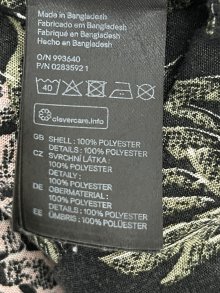 Made in Bangladesh
Fabricado em Bangladesh
Fabriqué en Bangladesh
Hecho en Bangladesh
O/N 993640
P/N 02835921
40
clevercare.info
GB SHELL: 100% POLYESTER
DETAILS: 100% POLYESTER
CZ SVRCHNÍ LÁTKA:
100% POLYESTER
DETAILY:
100% POLYESTER
DE OBERMATERIAL:
100% POLYESTER
DETAILS: 100% POLYESTER
EE ÜMBRIS: 100% POLÜESTER